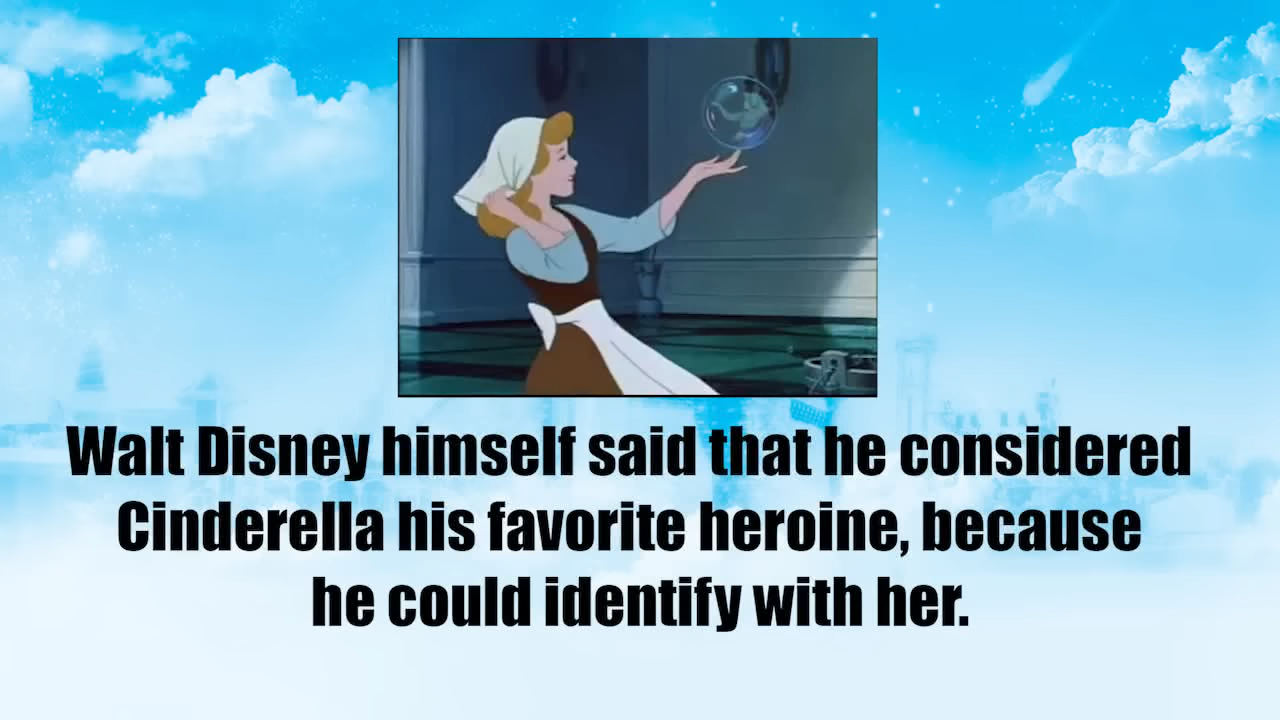 Walt Disney himself said that he considered
Cinderella his favorite heroine, because
he could identify with her.